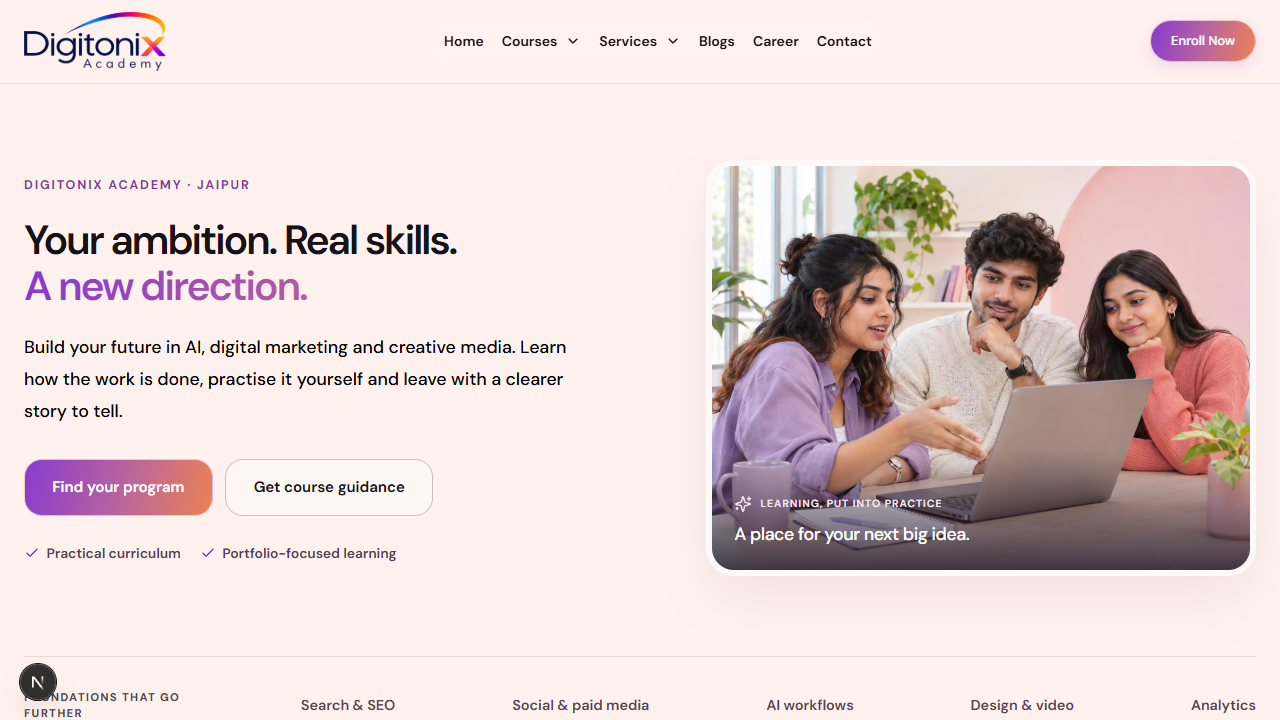 Digitonix
Academy
Home
Courses
Services
Blogs
Career
Contact
Enroll Now
DIGITONIX ACADEMY · JAIPUR
Your ambition. Real skills.
A new direction.
Build your future in AI, digital marketing and creative media. Learn
how the work is done, practise it yourself and leave with a clearer
story to tell.
Find your program
Get course guidance
Practical curriculum
Portfolio-focused learning
LEARNING, PUT INTO PRACTICE
A place for your next big idea.
N
THAT GO
FURTHER
Search & SEO
Social & paid media
AI workflows
Design & video
Analytics